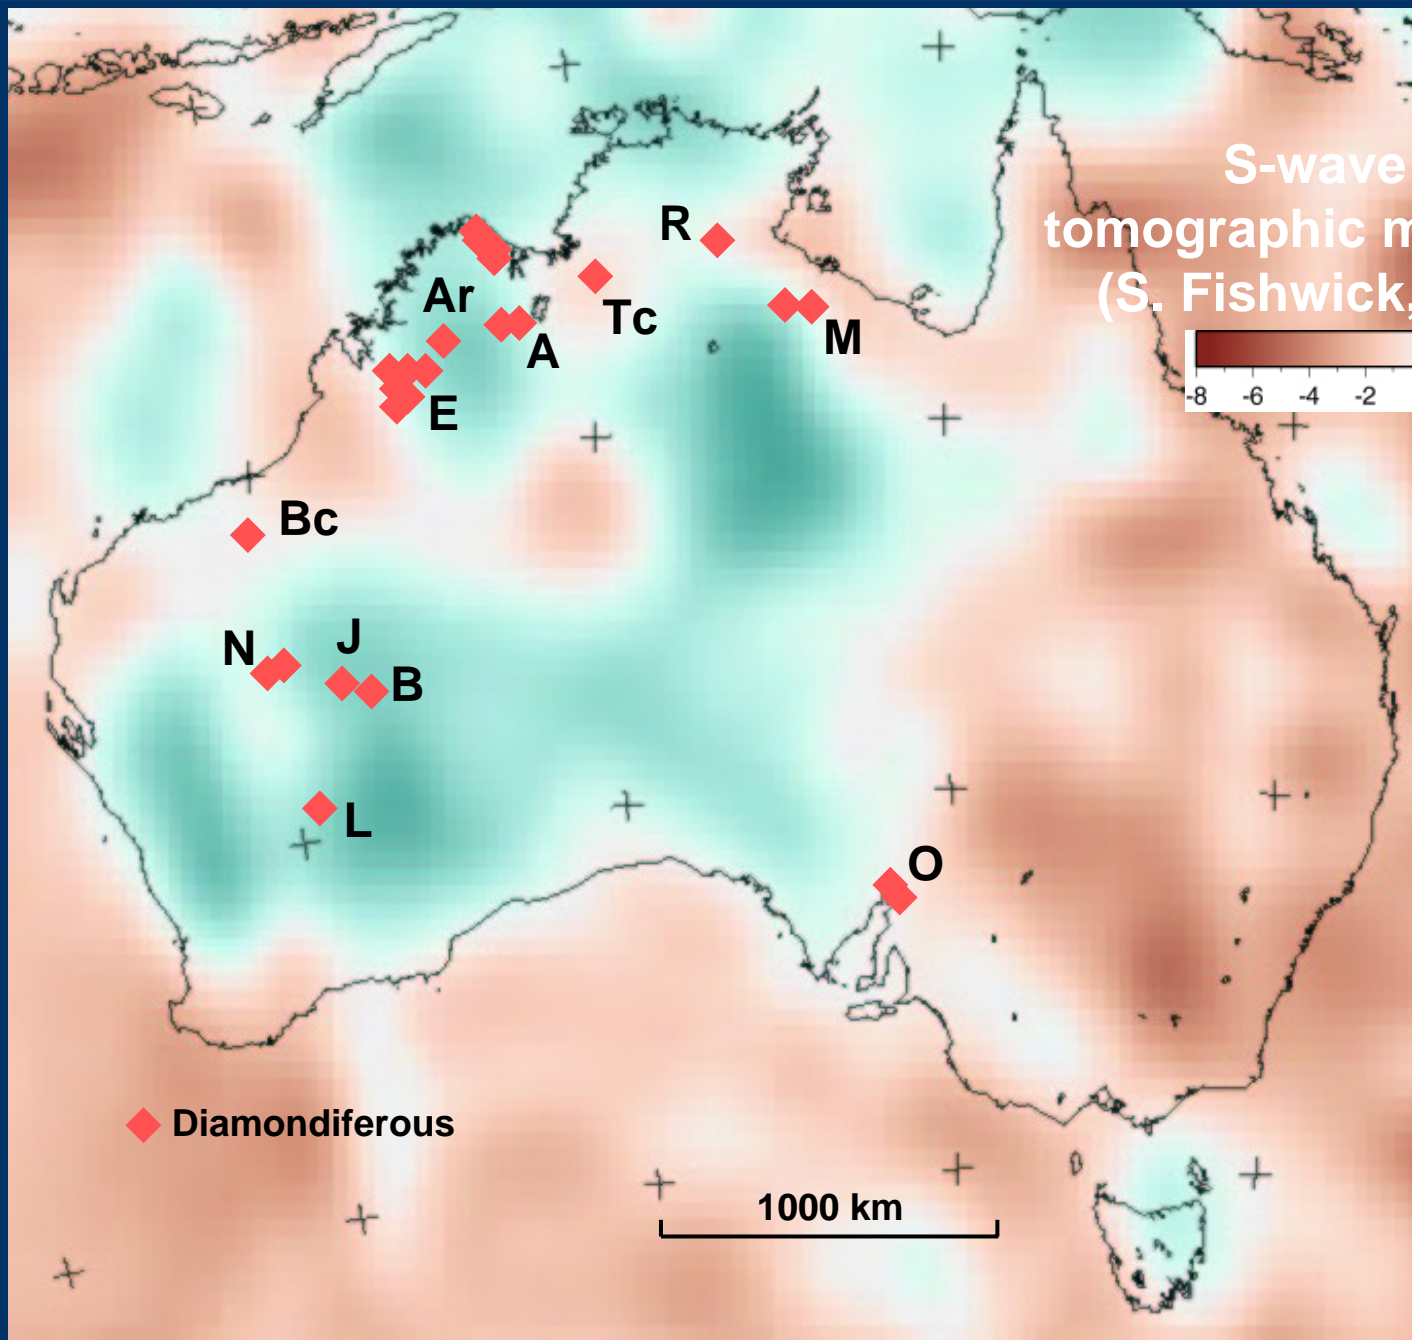 S-wave
tomographic m
(S. Fishwick,
-8 -6 -4 -2
R
Ar
Tc
A
M
E
Bc
N
J
B
L
O
Diamondiferous
1000 km